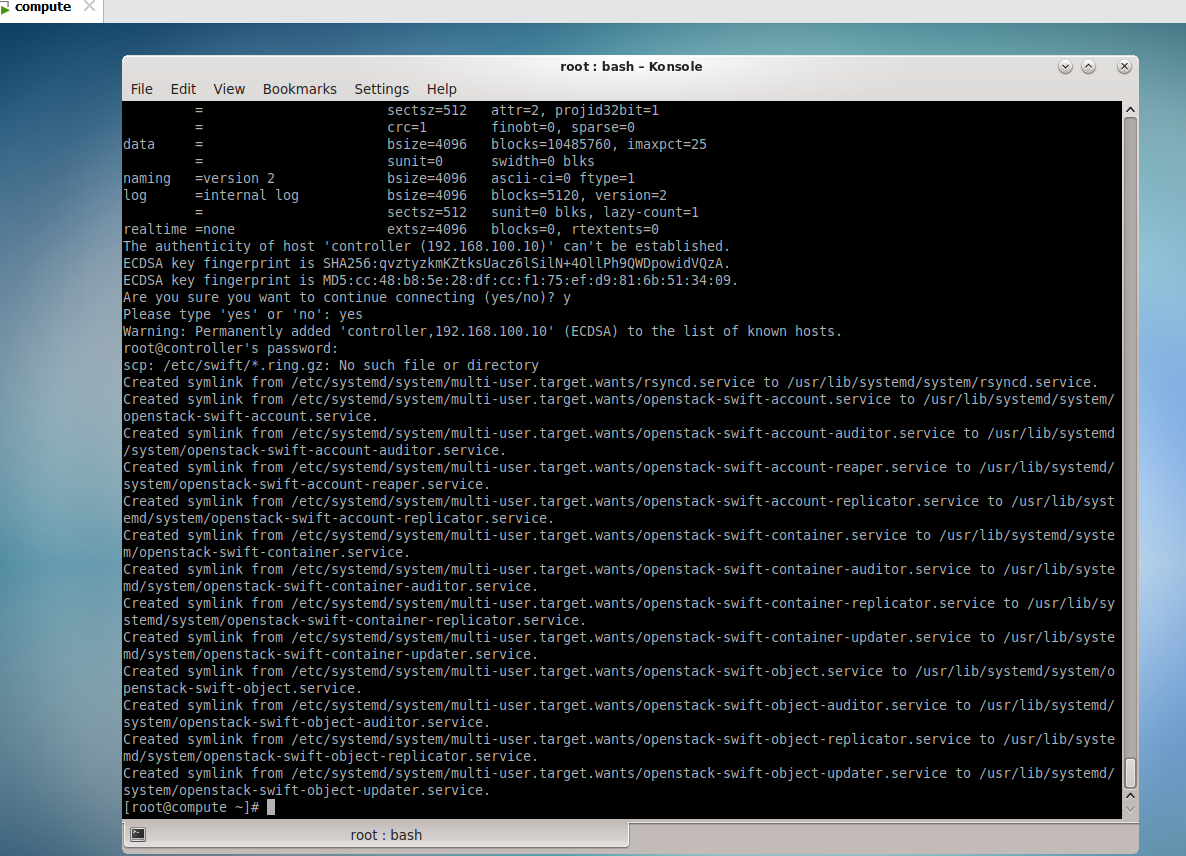 compute
root : bash – Konsole
File Edit View Bookmarks Settings Help
= sectsz=512 attr=2, projid32bit=1
= crc=1 finobt=0, sparse=0
data = bsize=4096 blocks=10485760, imaxpct=25
= sunit=0 swidth=0 blks
naming =version 2 bsize=4096 ascii-ci=0 ftype=1
log =internal log bsize=4096 blocks=5120, version=2
= sectsz=512 sunit=0 blks, lazy-count=1
realtime =none extsz=4096 blocks=0, rtextents=0
The authenticity of host 'controller (192.168.100.10)' can't be established.
ECDSA key fingerprint is SHA256:qvztyzkmKZtksUacz6lSilN+4OllPh9QWDpowidVQzA.
ECDSA key fingerprint is MD5:cc:48:b8:5e:28:df:cc:f1:75:ef:d9:81:6b:51:34:09.
Are you sure you want to continue connecting (yes/no)? y
Please type 'yes' or 'no': yes
Warning: Permanently added 'controller,192.168.100.10' (ECDSA) to the list of known hosts.
root@controller's password:
scp: /etc/swift/*.ring.gz: No such file or directory
Created symlink from /etc/systemd/system/multi-user.target.wants/rsyncd.service to /usr/lib/systemd/system/rsyncd.service.
Created symlink from /etc/systemd/system/multi-user.target.wants/openstack-swift-account.service to /usr/lib/systemd/system/
openstack-swift-account.service.
Created symlink from /etc/systemd/system/multi-user.target.wants/openstack-swift-account-auditor.service to /usr/lib/systemd
/system/openstack-swift-account-auditor.service.
Created symlink from /etc/systemd/system/multi-user.target.wants/openstack-swift-account-reaper.service to /usr/lib/systemd/
system/openstack-swift-account-reaper.service.
Created symlink from /etc/systemd/system/multi-user.target.wants/openstack-swift-account-replicator.service to /usr/lib/syst
emd/system/openstack-swift-account-replicator.service.
Created symlink from /etc/systemd/system/multi-user.target.wants/openstack-swift-container.service to /usr/lib/systemd/syste
m/openstack-swift-container.service.
Created symlink from /etc/systemd/system/multi-user.target.wants/openstack-swift-container-auditor.service to /usr/lib/syste
md/system/openstack-swift-container-auditor.service.
Created symlink from /etc/systemd/system/multi-user.target.wants/openstack-swift-container-replicator.service to /usr/lib/sy
stemd/system/openstack-swift-container-replicator.service.
Created symlink from /etc/systemd/system/multi-user.target.wants/openstack-swift-container-updater.service to /usr/lib/syste
md/system/openstack-swift-container-updater.service.
Created symlink from /etc/systemd/system/multi-user.target.wants/openstack-swift-object.service to /usr/lib/systemd/system/o
penstack-swift-object.service.
Created symlink from /etc/systemd/system/multi-user.target.wants/openstack-swift-object-auditor.service to /usr/lib/systemd/
system/openstack-swift-object-auditor.service.
Created symlink from /etc/systemd/system/multi-user.target.wants/openstack-swift-object-replicator.service to /usr/lib/syste
md/system/openstack-swift-object-replicator.service.
Created symlink from /etc/systemd/system/multi-user.target.wants/openstack-swift-object-updater.service to /usr/lib/systemd/
system/openstack-swift-object-updater.service.
[root@compute ~]#
root : bash